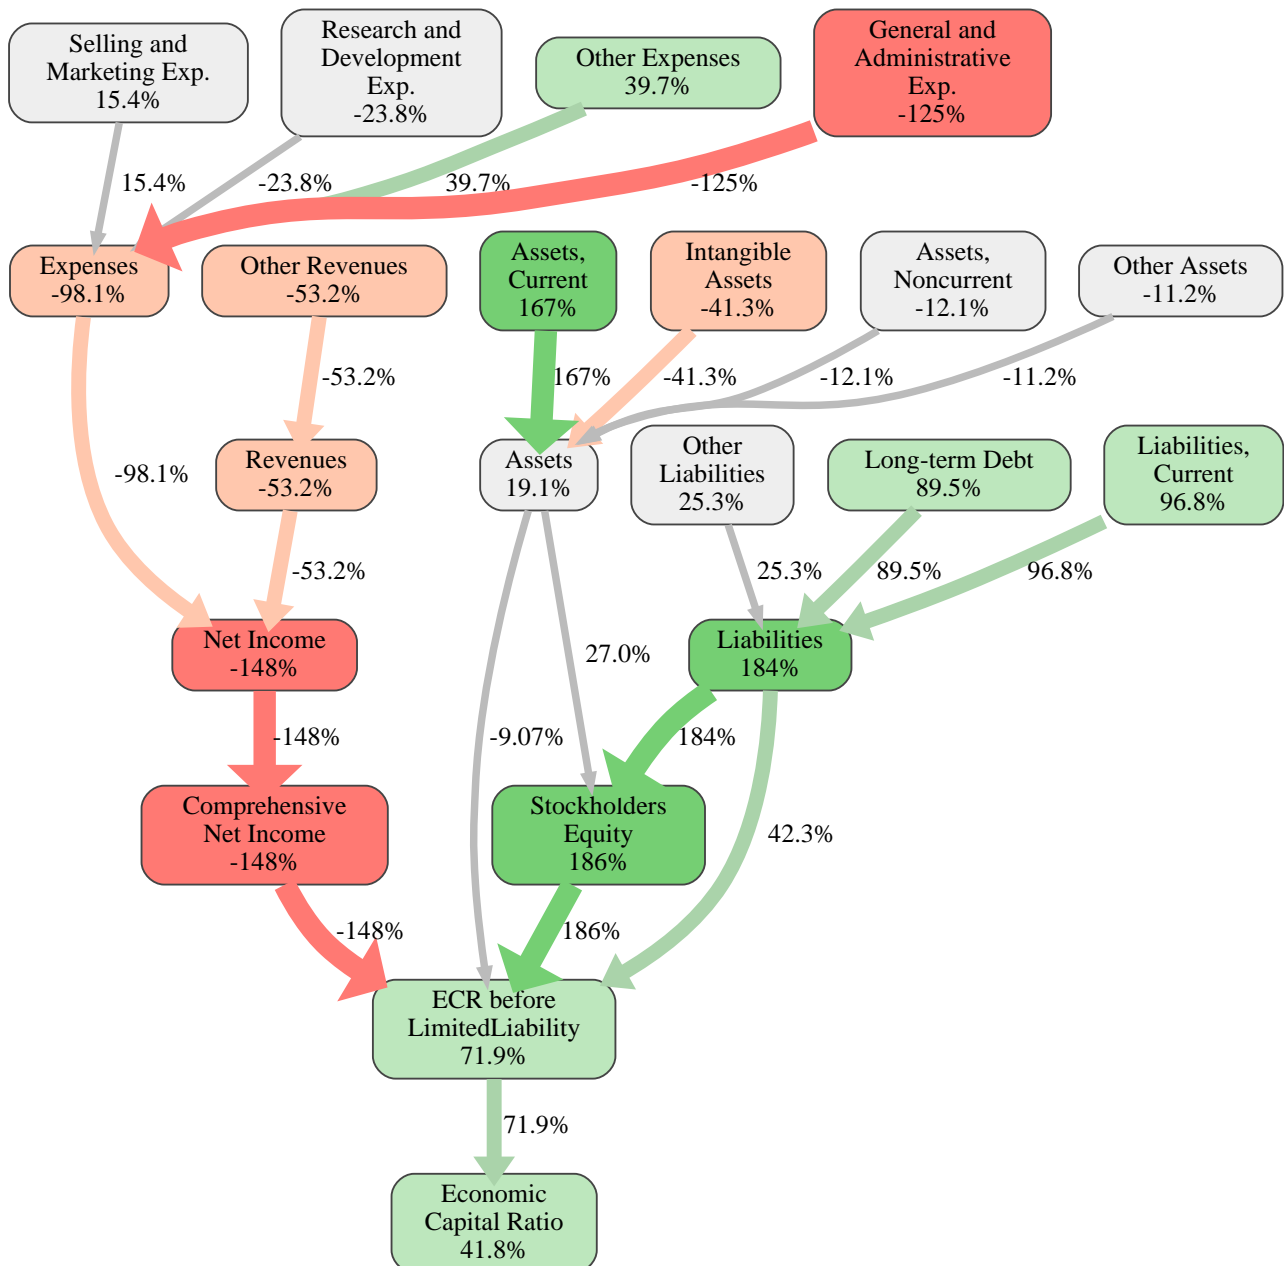 Selling and
Marketing Exp.
15.4%
Research and
Development
Exp.
-23.8%
Other Expenses
39.7%
General and
Administrative
Exp.
-125%
15.4%
-23.8%
39.7%
-125%
Expenses
-98.1%
Other Revenues
-53.2%
Assets,
Current
167%
Intangible
Assets
-41.3%
Assets,
Noncurrent
-12.1%
Other Assets
-11.2%
-53.2%
167%
-41.3%
-12.1%
-11.2%
-98.1%
Revenues
-53.2%
Assets
19.1%
Other
Liabilities
25.3%
Long-term Debt
89.5%
Liabilities,
Current
96.8%
-53.2%
25.3%
89.5%
96.8%
Net Income
-148%
27.0%
Liabilities
184%
-148%
-9.07%
184%
Comprehensive
Net Income
-148%
Stockholders
Equity
186%
42.3%
-148%
186%
ECR before
LimitedLiability
71.9%
71.9%
Economic
Capital Ratio
41.8%